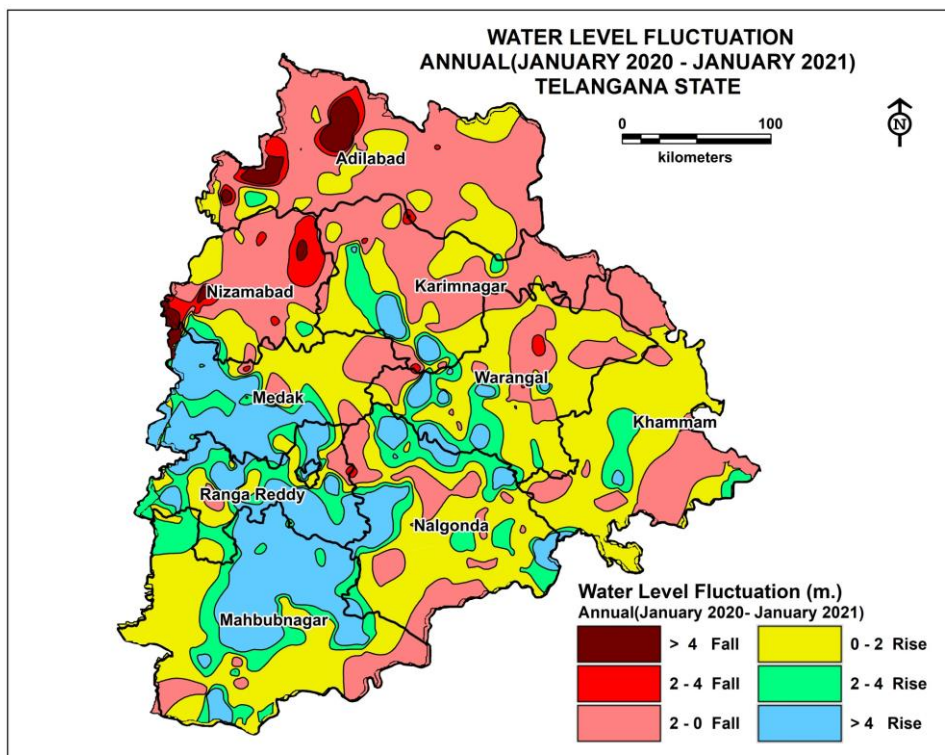 WATER LEVEL FLUCTUATION
ANNUAL(JANUARY 2020 - JANUARY 2021)
TELANGANA STATE
0 100
kilometers
N
Adilabad
Nizamabad
Karimnagar
Warangal
Medak
Khammam
Ranga Reddy
Nalgonda
Mahbubnagar
Water Level Fluctuation (m.)
Annual(January 2020- January 2021)
> 4 Fall
0 - 2 Rise
2 - 4 Fall
2 - 4 Rise
2 - 0 Fall
> 4 Rise